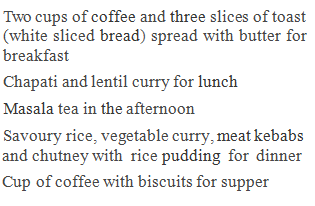 Two cups of coffee and three slices of toast
(white sliced bread) spread with butter for
breakfast
Chapati and lentil curry for lunch
Masala tea in the afternoon
Savoury rice, vegetable curry, meat kebabs
and chutney with rice pudding for dinner
Cup of coffee with biscuits for supper